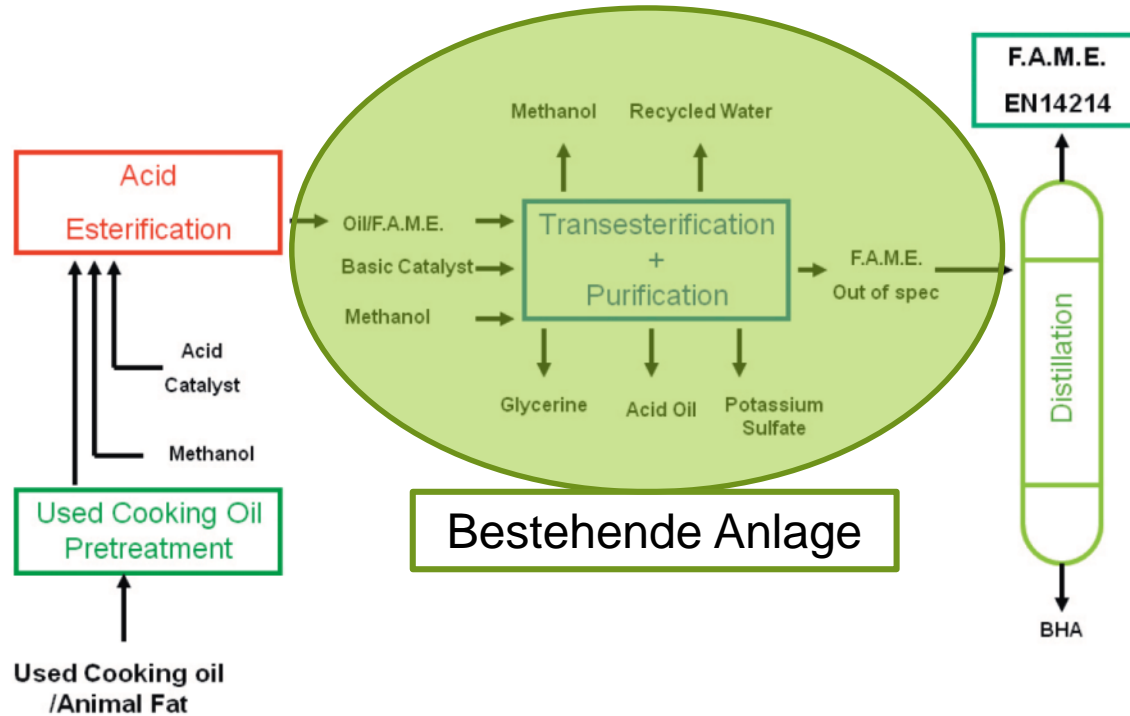 F.A.M.E.
EN14214
Methanol
Recycled Water
Acid
Esterification
Oil/F.A.M.E.
Basic Catalyst
Methanol
Transesterification
+
Purification
F.A.M.E.
Out of spec
Distillation
Acid
Catalyst
Methanol
Glycerine
Acid Oil
Potassium
Sulfate
Used Cooking Oil
Pretreatment
Bestehende Anlage
BHA
Used Cooking oil
/Animal Fat